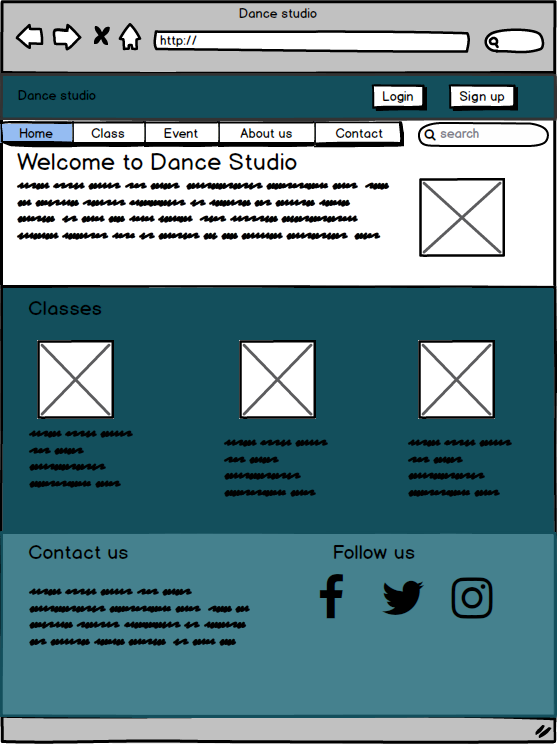 Dance studio
http://
Dance studio
Login
Sign up
Home
Class
Event
About us
Contact
search
Welcome to Dance Studio
Classes
Contact us
Follow us